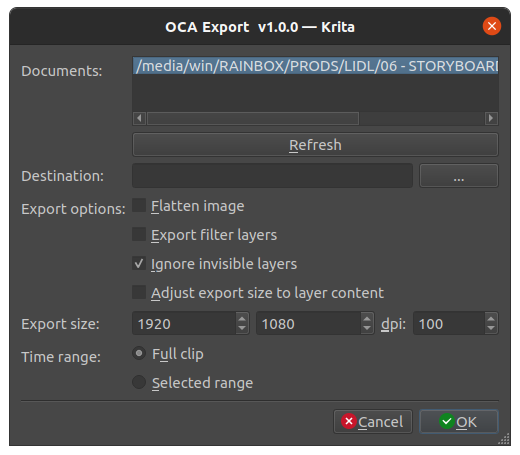 OCA Export v1.0.0 — Krita
Documents: /media/win/RAINBOX/PRODS/LIDL/06 - STORYBOARD
Refresh
Destination: ...
Export options: Flatten image
Export filter layers
Ignore invisible layers
Adjust export size to layer content
Export size: 1920 1080 dpi: 100
Time range: Full clip
Selected range
Cancel OK